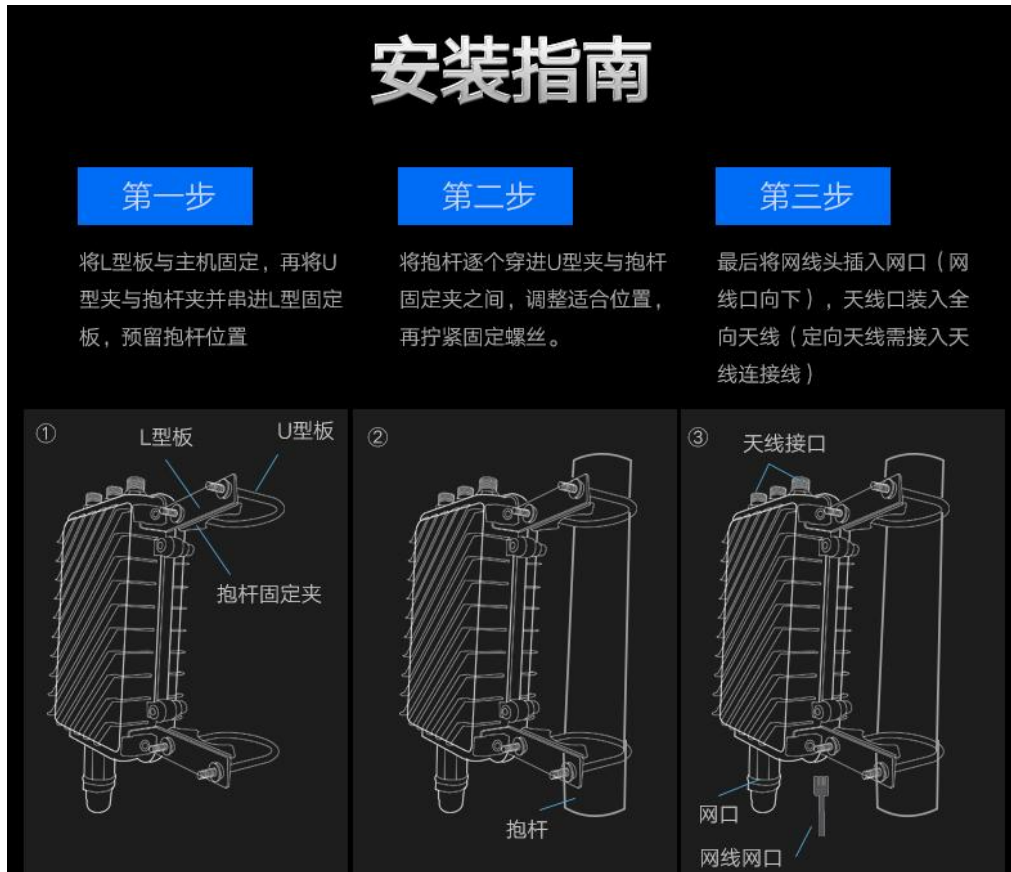 安装指南
第一步
将L型板与主机固定，再将U
型夹与抱杆夹并串进L型固定
板，预留抱杆位置
第二步
将抱杆逐个穿进U型夹与抱杆
固定夹之间，调整适合位置，
再拧紧固定螺丝。
第三步
最后将网线头插入网口（网
线口向下），天线口装入全
向天线（定向天线需接入天
线连接线）
①
L型板
U型板
抱杆固定夹
②
抱杆
③
天线接口
网口
网线网口